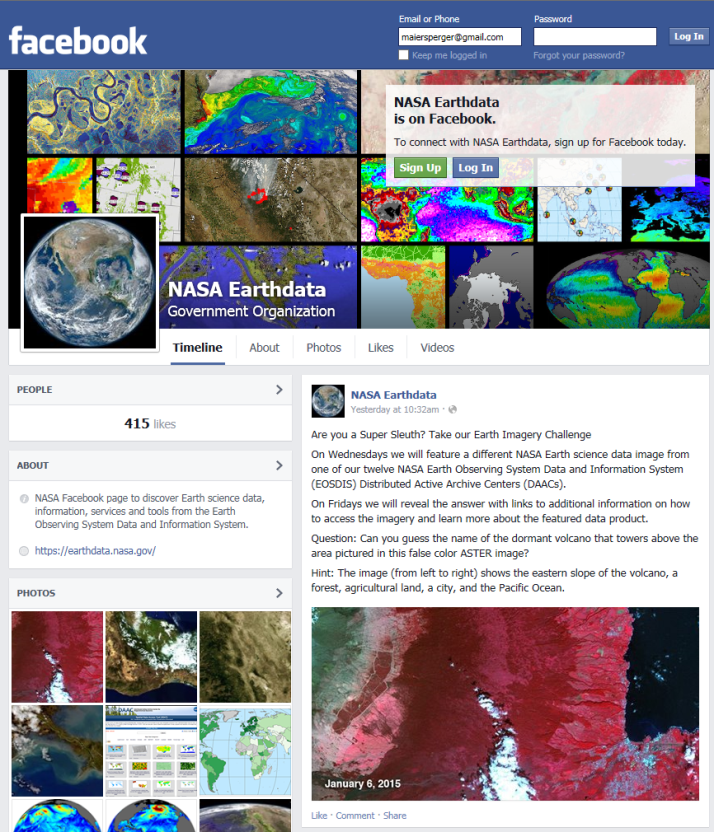 facebook
Email or Phone
Password
maiersperger@gmail.com
Log In
Keep me logged in
Forgot your password?
NASA Earthdata
is on Facebook.
To connect with NASA Earthdata, sign up for Facebook today.
Sign Up
Log In
NASA Earthdata
Government Organization
Timeline
About
Photos
Likes
Videos
PEOPLE
415 likes
ABOUT
NASA Facebook page to discover Earth science data,
information, services and tools from the Earth
Observing System Data and Information System.
https://earthdata.nasa.gov/
PHOTOS
DAAC
NASA Earthdata
Yesterday at 10:32am ·
Are you a Super Sleuth? Take our Earth Imagery Challenge
On Wednesdays we will feature a different NASA Earth science data image from
one of our twelve NASA Earth Observing System Data and Information System
(EOSDIS) Distributed Active Archive Centers (DAACs).
On Fridays we will reveal the answer with links to additional information on how
to access the imagery and learn more about the featured data product.
Question: Can you guess the name of the dormant volcano that towers above the
area pictured in this false color ASTER image?
Hint: The image (from left to right) shows the eastern slope of the volcano, a
forest, agricultural land, a city, and the Pacific Ocean.
January 6, 2015
Like · Comment · Share